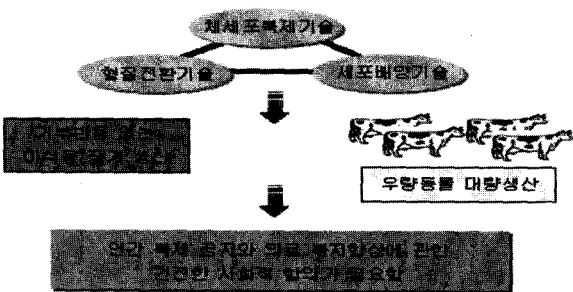 체세포복제기술
형질전환기술
세포배양기술
우량동물 대량생산
인간 복제 금지와 의료 복지향상에 관한
건전한 사회적 합의가 필요함